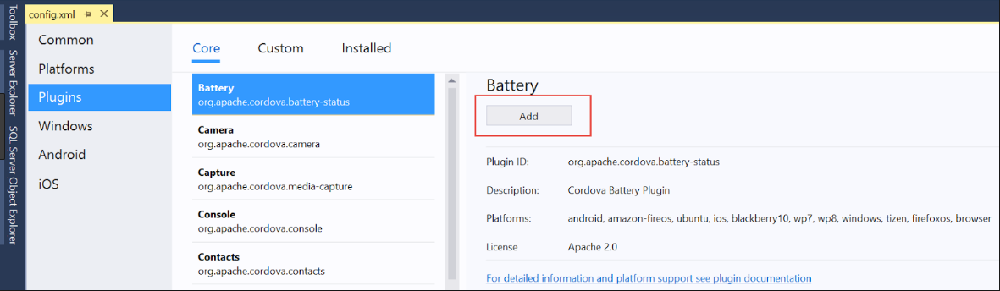 config.xml
Toolbox
Server Explorer
SQL Server Object Explorer
Common
Platforms
Plugins
Windows
Android
iOS
Core Custom Installed
Battery
org.apache.cordova.battery-status
Camera
org.apache.cordova.camera
Capture
org.apache.cordova.media-capture
Console
org.apache.cordova.console
Contacts
org.apache.cordova.contacts
Battery
Add
Plugin ID: org.apache.cordova.battery-status
Description: Cordova Battery Plugin
Platforms: android, amazon-fireos, ubuntu, ios, blackberry10, wp7, wp8, windows, tizen, firefoxos, browser
License Apache 2.0
For detailed information and platform support see plugin documentation